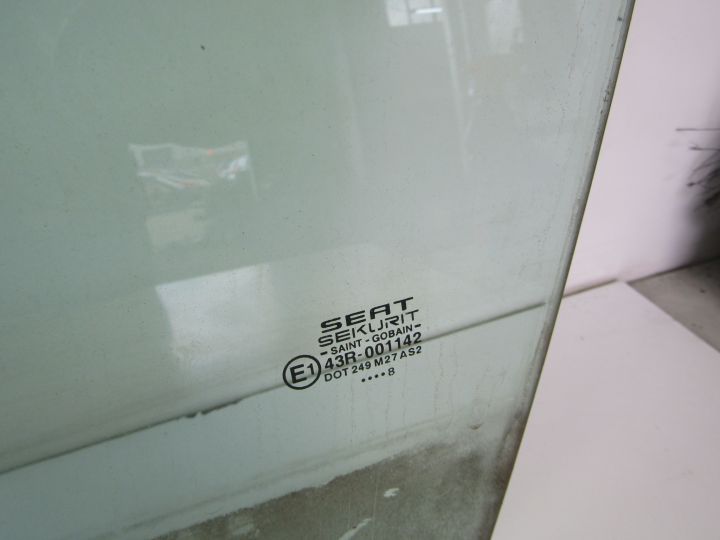 SEAT
SEKURIT
- SAINT - GOBAIN -
E1 43R-001142
DOT 249 M27 AS2
••••8